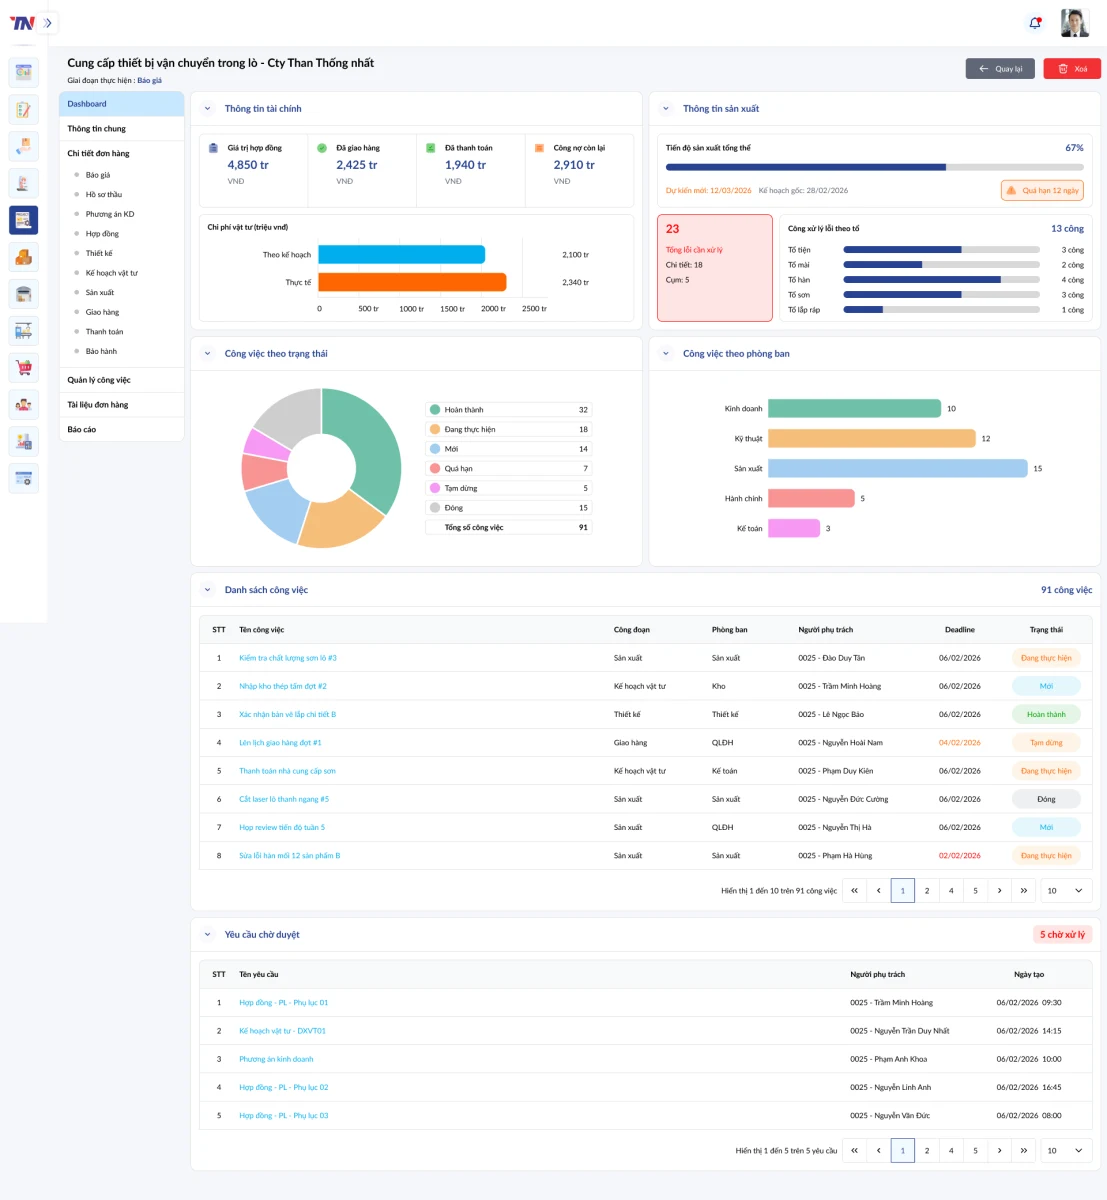 TN
Cung cấp thiết bị vận chuyển trong lò - Cty Than Thống nhất
Giai đoạn thực hiện : Báo giá
Quay lại
Xoá
Dashboard
Thông tin chung
Chi tiết đơn hàng
Báo giá
Hồ sơ thầu
Phương án KD
Hợp đồng
Thiết kế
Kế hoạch vật tư
Sản xuất
Giao hàng
Thanh toán
Bảo hành
Quản lý công việc
Tài liệu đơn hàng
Báo cáo
Thông tin tài chính
Giá trị hợp đồng
4,850 tr
VND
Đã giao hàng
2,425 tr
VND
Đã thanh toán
1,940 tr
VND
Công nợ còn lại
2,910 tr
VND
Chi phí vật tư (triệu vnđ)
Theo kế hoạch 2,100 tr
Thực tế 2,340 tr
0 500 tr 1000 tr 1500 tr 2000 tr 2500 tr
Thông tin sản xuất
Tiến độ sản xuất tổng thể 67%
Dự kiến mới: 12/03/2026 Kế hoạch gốc: 28/02/2026
Quá hạn 12 ngày
23
Tổng lỗi cần xử lý
Chi tiết: 18
Cụm: 5
Công xử lý lỗi theo tổ 13 công
Tổ tiện 3 công
Tổ mài 2 công
Tổ hàn 4 công
Tổ sơn 3 công
Tổ lắp ráp 1 công
Công việc theo trạng thái
Hoàn thành 32
Đang thực hiện 18
Mới 14
Quá hạn 7
Tạm dừng 5
Đóng 15
Tổng số công việc 91
Công việc theo phòng ban
Kinh doanh 10
Kỹ thuật 12
Sản xuất 15
Hành chính 5
Kế toán 3
Danh sách công việc 91 công việc
STT Tên công việc Công đoạn Phòng ban Người phụ trách Deadline Trạng thái
1 Kiểm tra chất lượng sơn lô #3 Sản xuất Sản xuất 0025 - Đào Duy Tân 06/02/2026 Đang thực hiện
2 Nhập kho thép tấm đợt #2 Kế hoạch vật tư Kho 0025 - Trầm Minh Hoàng 06/02/2026 Mới
3 Xác nhận bản vẽ lắp chi tiết B Thiết kế Thiết kế 0025 - Lê Ngọc Bảo 06/02/2026 Hoàn thành
4 Lên lịch giao hàng đợt #1 Giao hàng QLĐH 0025 - Nguyễn Hoài Nam 04/02/2026 Tạm dừng
5 Thanh toán nhà cung cấp sơn Kế hoạch vật tư Kế toán 0025 - Phạm Duy Kiên 06/02/2026 Đang thực hiện
6 Cắt laser lô thanh ngang #5 Sản xuất Sản xuất 0025 - Nguyễn Đức Cường 06/02/2026 Đóng
7 Họp review tiến độ tuần 5 Sản xuất QLĐH 0025 - Nguyễn Thị Hà 06/02/2026 Mới
8 Sửa lỗi hàn mối 12 sản phẩm B Sản xuất Sản xuất 0025 - Phạm Hà Hùng 02/02/2026 Đang thực hiện
Hiển thị 1 đến 10 trên 91 công việc 1 2 4 5 10
Yêu cầu chờ duyệt 5 chờ xử lý
STT Tên yêu cầu Người phụ trách Ngày tạo
1 Hợp đồng - PL - Phụ lục 01 0025 - Trầm Minh Hoàng 06/02/2026 09:30
2 Kế hoạch vật tư - DXVT01 0025 - Nguyễn Trần Duy Nhất 06/02/2026 14:15
3 Phương án kinh doanh 0025 - Phạm Anh Khoa 06/02/2026 10:00
4 Hợp đồng - PL - Phụ lục 02 0025 - Nguyễn Linh Anh 06/02/2026 16:45
5 Hợp đồng - PL - Phụ lục 03 0025 - Nguyễn Văn Đức 06/02/2026 08:00
Hiển thị 1 đến 5 trên 5 yêu cầu 1 2 4 5 10